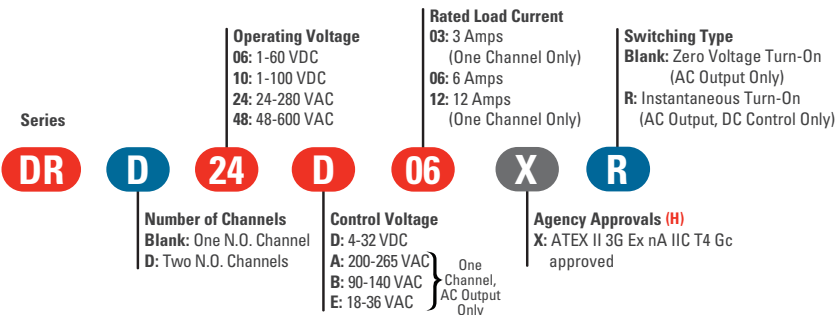 Operating Voltage
06: 1-60 VDC
10: 1-100 VDC
24: 24-280 VAC
48: 48-600 VAC
Rated Load Current
03: 3 Amps
(One Channel Only)
06: 6 Amps
12: 12 Amps
(One Channel Only)
Switching Type
Blank: Zero Voltage Turn-On
(AC Output Only)
R: Instantaneous Turn-On
(AC Output, DC Control Only)
Series
DR D 24 D 06 X R
Number of Channels
Blank: One N.O. Channel
D: Two N.O. Channels
Control Voltage
D: 4-32 VDC
A: 200-265 VAC
B: 90-140 VAC
E: 18-36 VAC
One
Channel,
AC Output
Only
Agency Approvals (H)
X: ATEX II 3G Ex nA IIC T4 Gc
approved